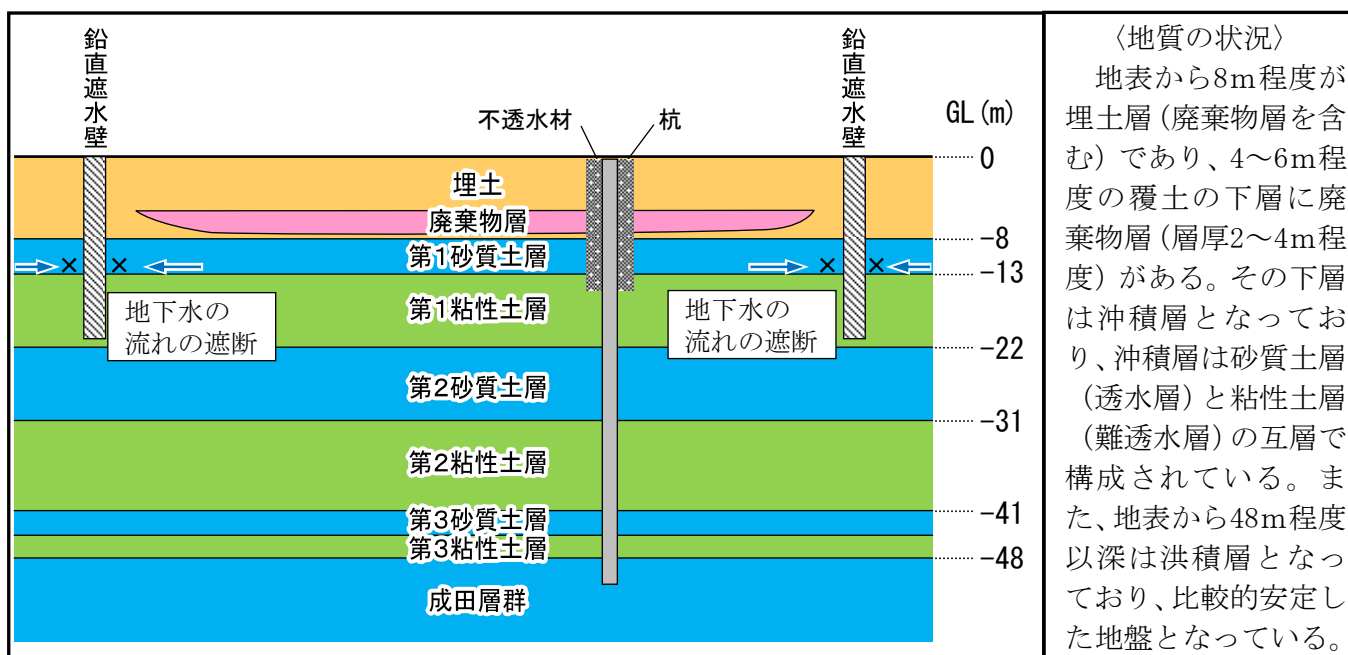 鉛直遮水壁
鉛直遮水壁
不透水材
杭
GL(m)
0
埋土
廃棄物層
-8
第1砂質土層
-13
地下水の
流れの遮断
第1粘性土層
地下水の
流れの遮断
-22
第2砂質土層
-31
第2粘性土層
-41
第3砂質土層
第3粘性土層
-48
成田層群
〈地質の状況〉
地表から8m程度が
埋土層(廃棄物層を含
む)であり、4~6m程
度の覆土の下層に廃
棄物層(層厚2~4m程
度)がある。その下層
は沖積層となってお
り、沖積層は砂質土層
(透水層)と粘性土層
(難透水層)の互層で
構成されている。ま
た、地表から48m程度
以深は洪積層となっ
ており、比較的安定し
た地盤となっている。